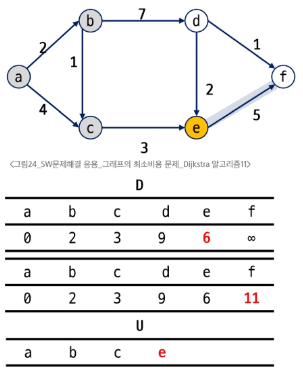 b 7 d
2 1 1
a 2 f
4 5
c e
3
<그림24_SW문제해결 응용_그래프의 최소비용 문제_Dijkstra 알고리즘11>
D
a b c d e f
0 2 3 9 6 ∞
a b c d e f
0 2 3 9 6 11
U
a b c e